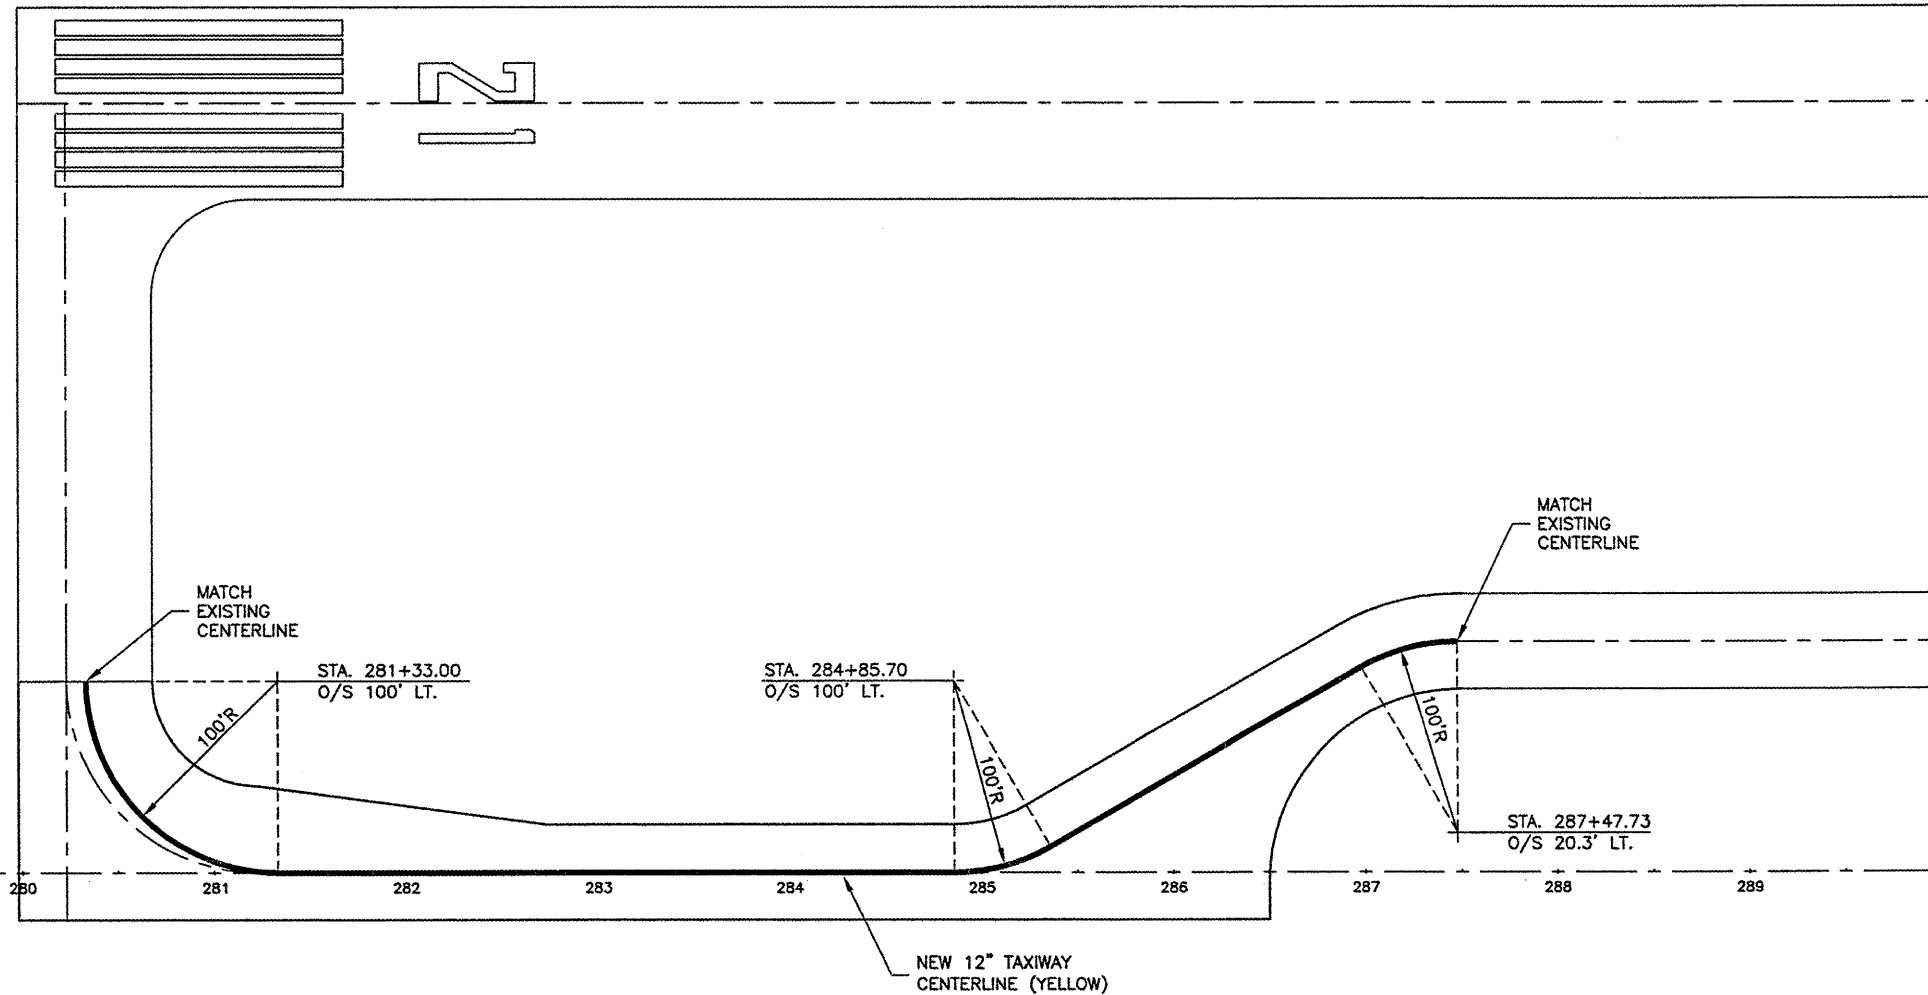 12
MATCH
EXISTING
CENTERLINE
MATCH
EXISTING
CENTERLINE
STA. 281+33.00
O/S 100' LT.
STA. 284+85.70
O/S 100' LT.
100'R
100'R
100'R
STA. 287+47.73
O/S 20.3' LT.
280 281 282 283 284 285 286 287 288 289
NEW 12" TAXIWAY
CENTERLINE (YELLOW)